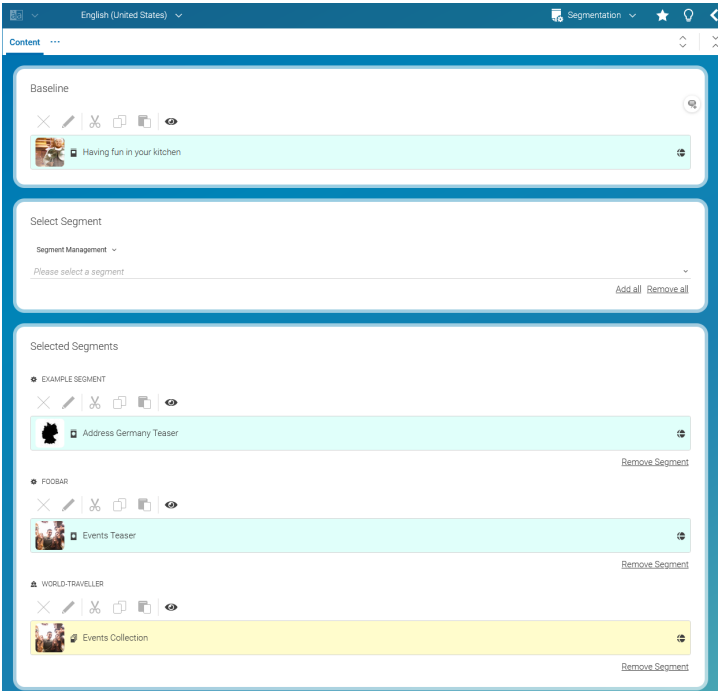 English (United States)
Segmentation
Content
Baseline
Having fun in your kitchen
Select Segment
Segment Management
Please select a segment
Add all Remove all
Selected Segments
EXAMPLE SEGMENT
Address Germany Teaser
Remove Segment
FOOBAR
Events Teaser
Remove Segment
WORLD-TRAVELLER
Events Collection
Remove Segment